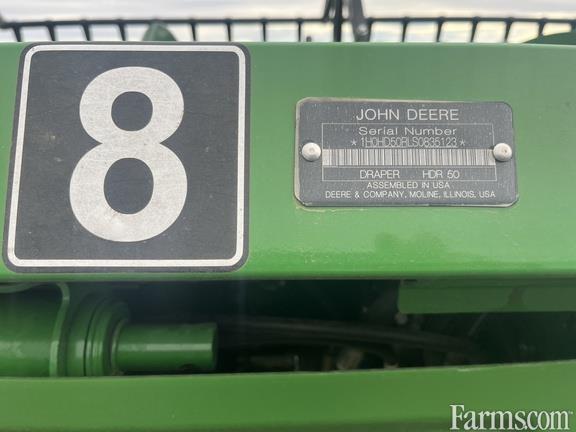 8
JOHN DEERE
Serial Number
*1H0HD50RLS0835123*
DRAPER HDR 50
ASSEMBLED IN USA
DEERE & COMPANY, MOLINE, ILLINOIS, USA
Farms.com